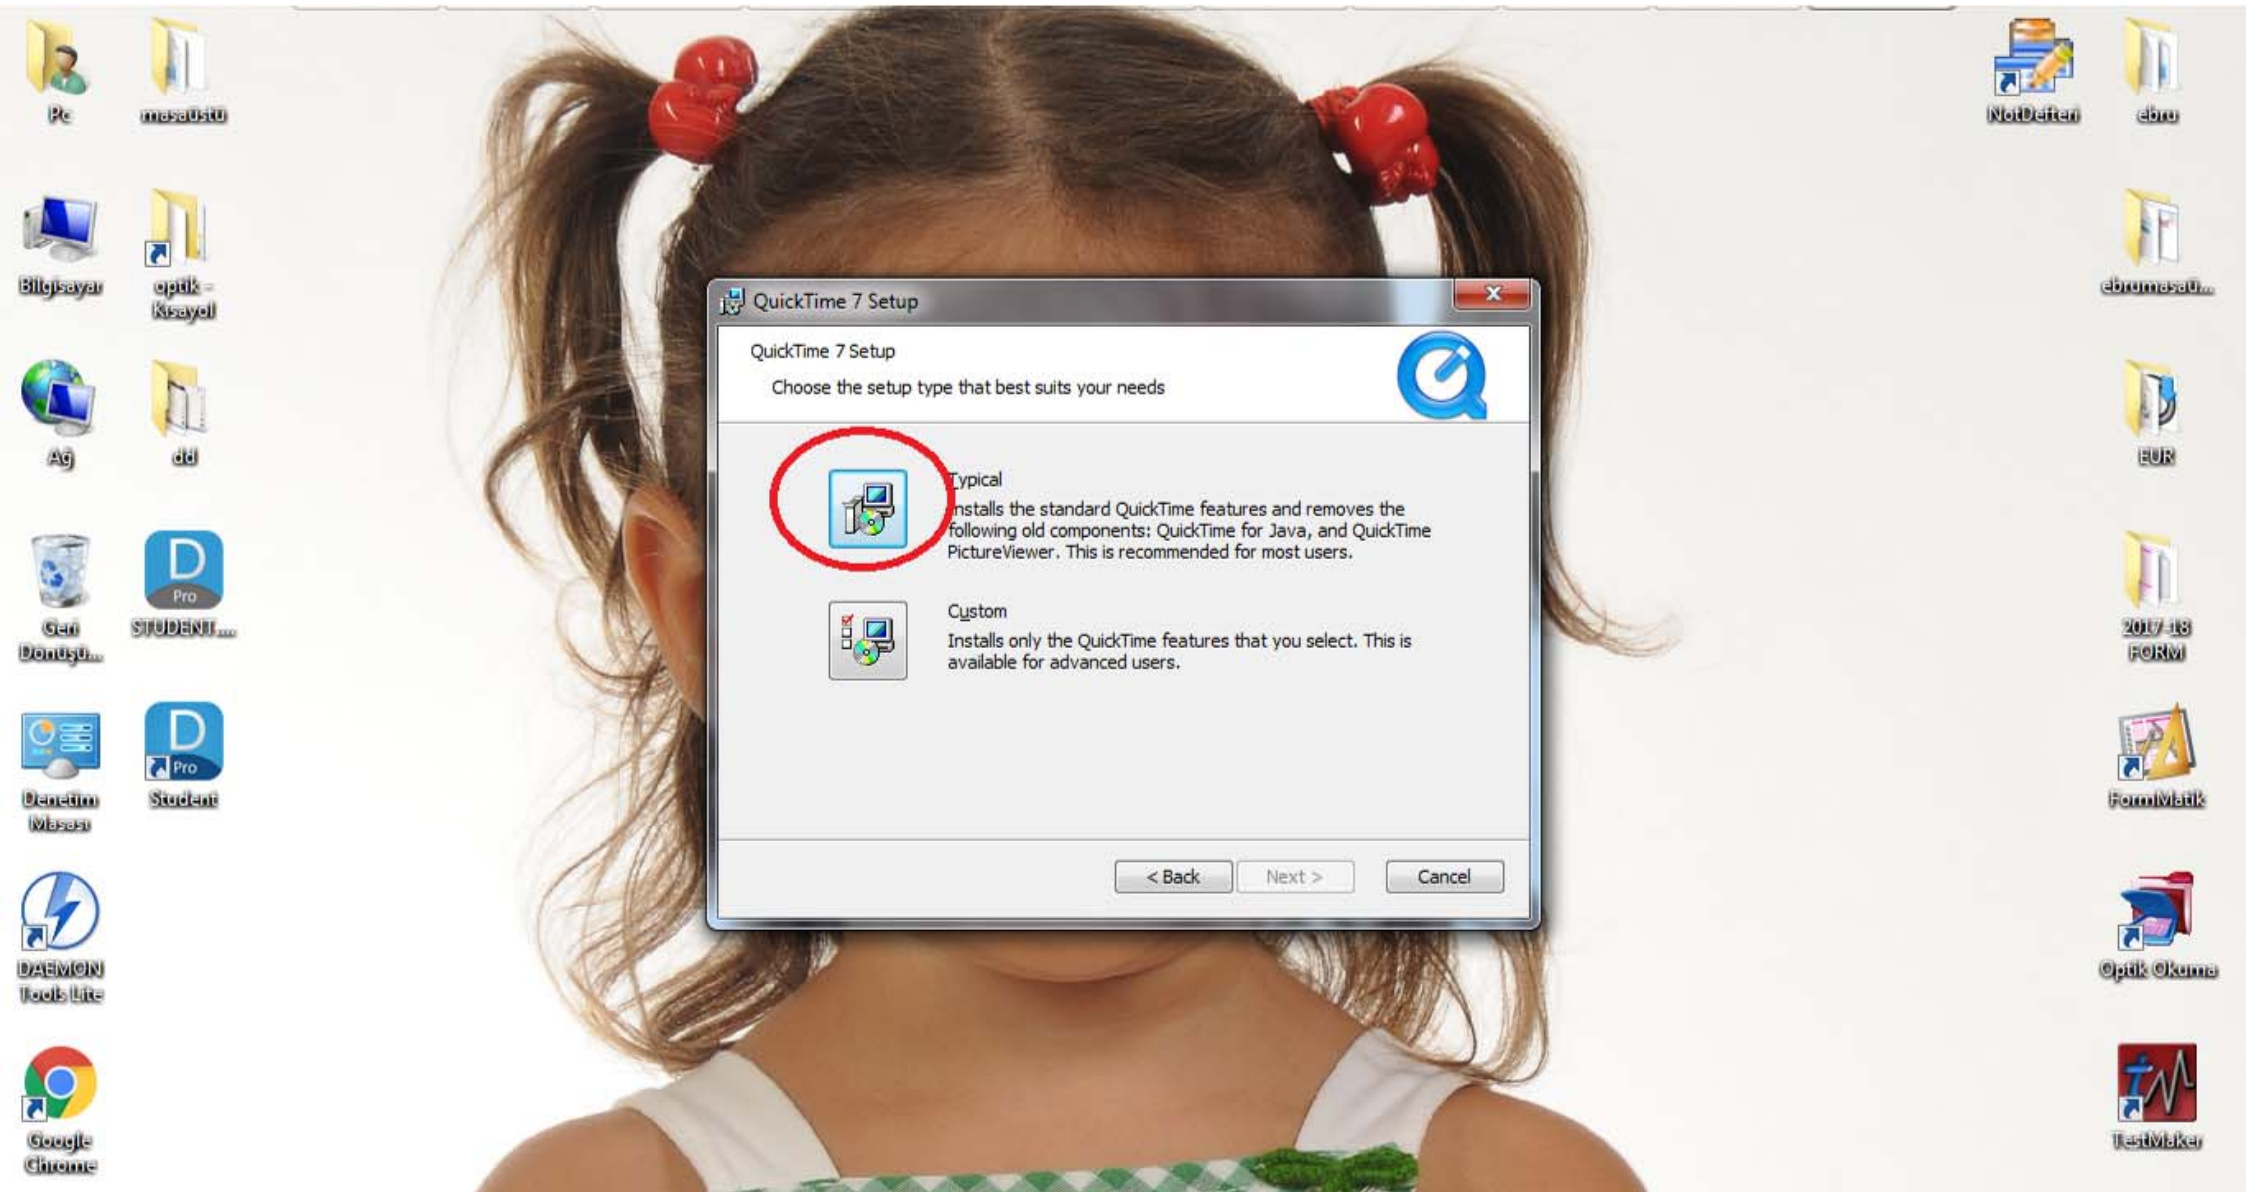 Pc
masaüstü
NotDefteri
ebru
Bilgisayar
optik -
Kısayol
ebrumasaü...
Ağ
dd
EUR
Geri
Dönüşü...
Pro
STUDENT....
2017-18
FORM
Denetim
Masası
Pro
Student
FormMatik
DAEMON
Tools Lite
Optik Okuma
Google
Chrome
TestMaker
QuickTime 7 Setup
QuickTime 7 Setup
Choose the setup type that best suits your needs
Typical
Installs the standard QuickTime features and removes the
following old components: QuickTime for Java, and QuickTime
PictureViewer. This is recommended for most users.
Custom
Installs only the QuickTime features that you select. This is
available for advanced users.
< Back
Next >
Cancel